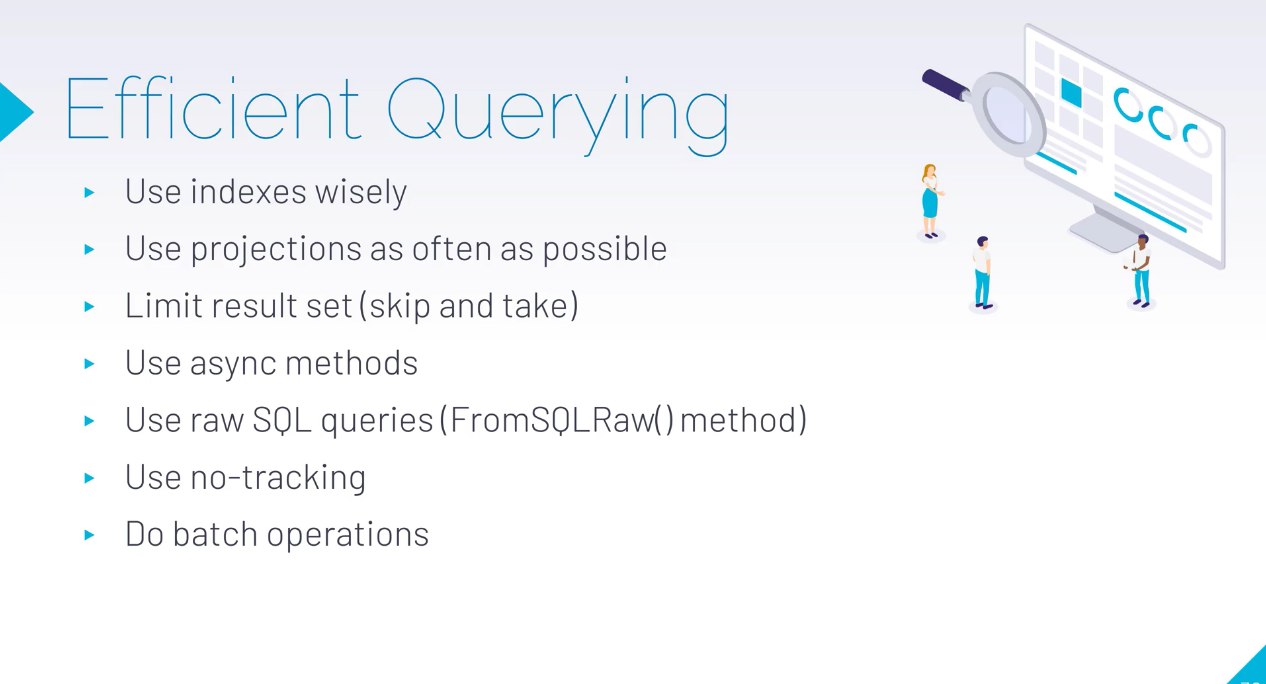 Efficient Querying
Use indexes wisely
Use projections as often as possible
Limit result set (skip and take)
Use async methods
Use raw SQL queries (FromSQLRaw() method)
Use no-tracking
Do batch operations